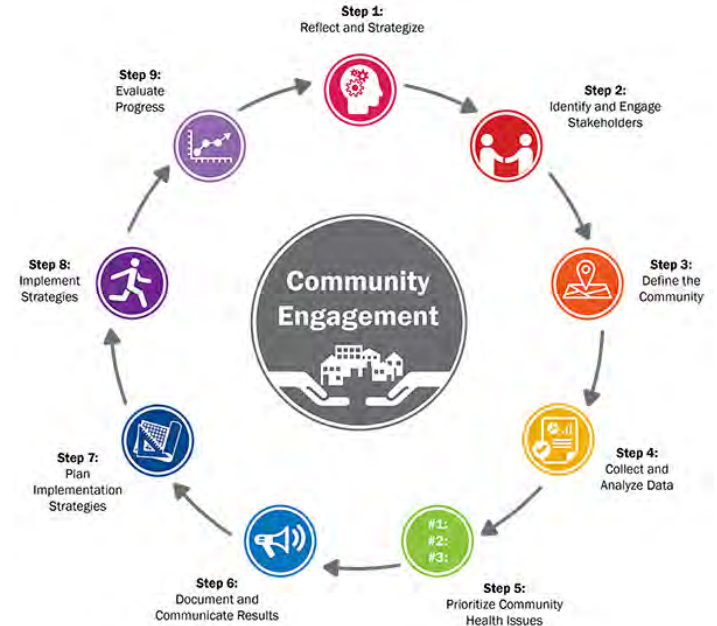 Step 1:
Reflect and Strategize
Step 2:
Identify and Engage
Stakeholders
Step 3:
Define the
Community
Step 4:
Collect and
Analyze Data
#1:
#2:
#3:
Step 5:
Prioritize Community
Health Issues
Step 6:
Document and
Communicate Results
Step 7:
Plan
Implementation
Strategies
Step 8:
Implement
Strategies
Step 9:
Evaluate
Progress
Community
Engagement